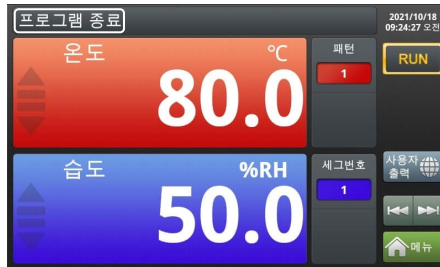 프로그램 종료
2021/10/18
09:24:27 오전
온도
℃
80.0
패턴
1
RUN
습도
%RH
50.0
세그번호
1
사용자
출력
메뉴